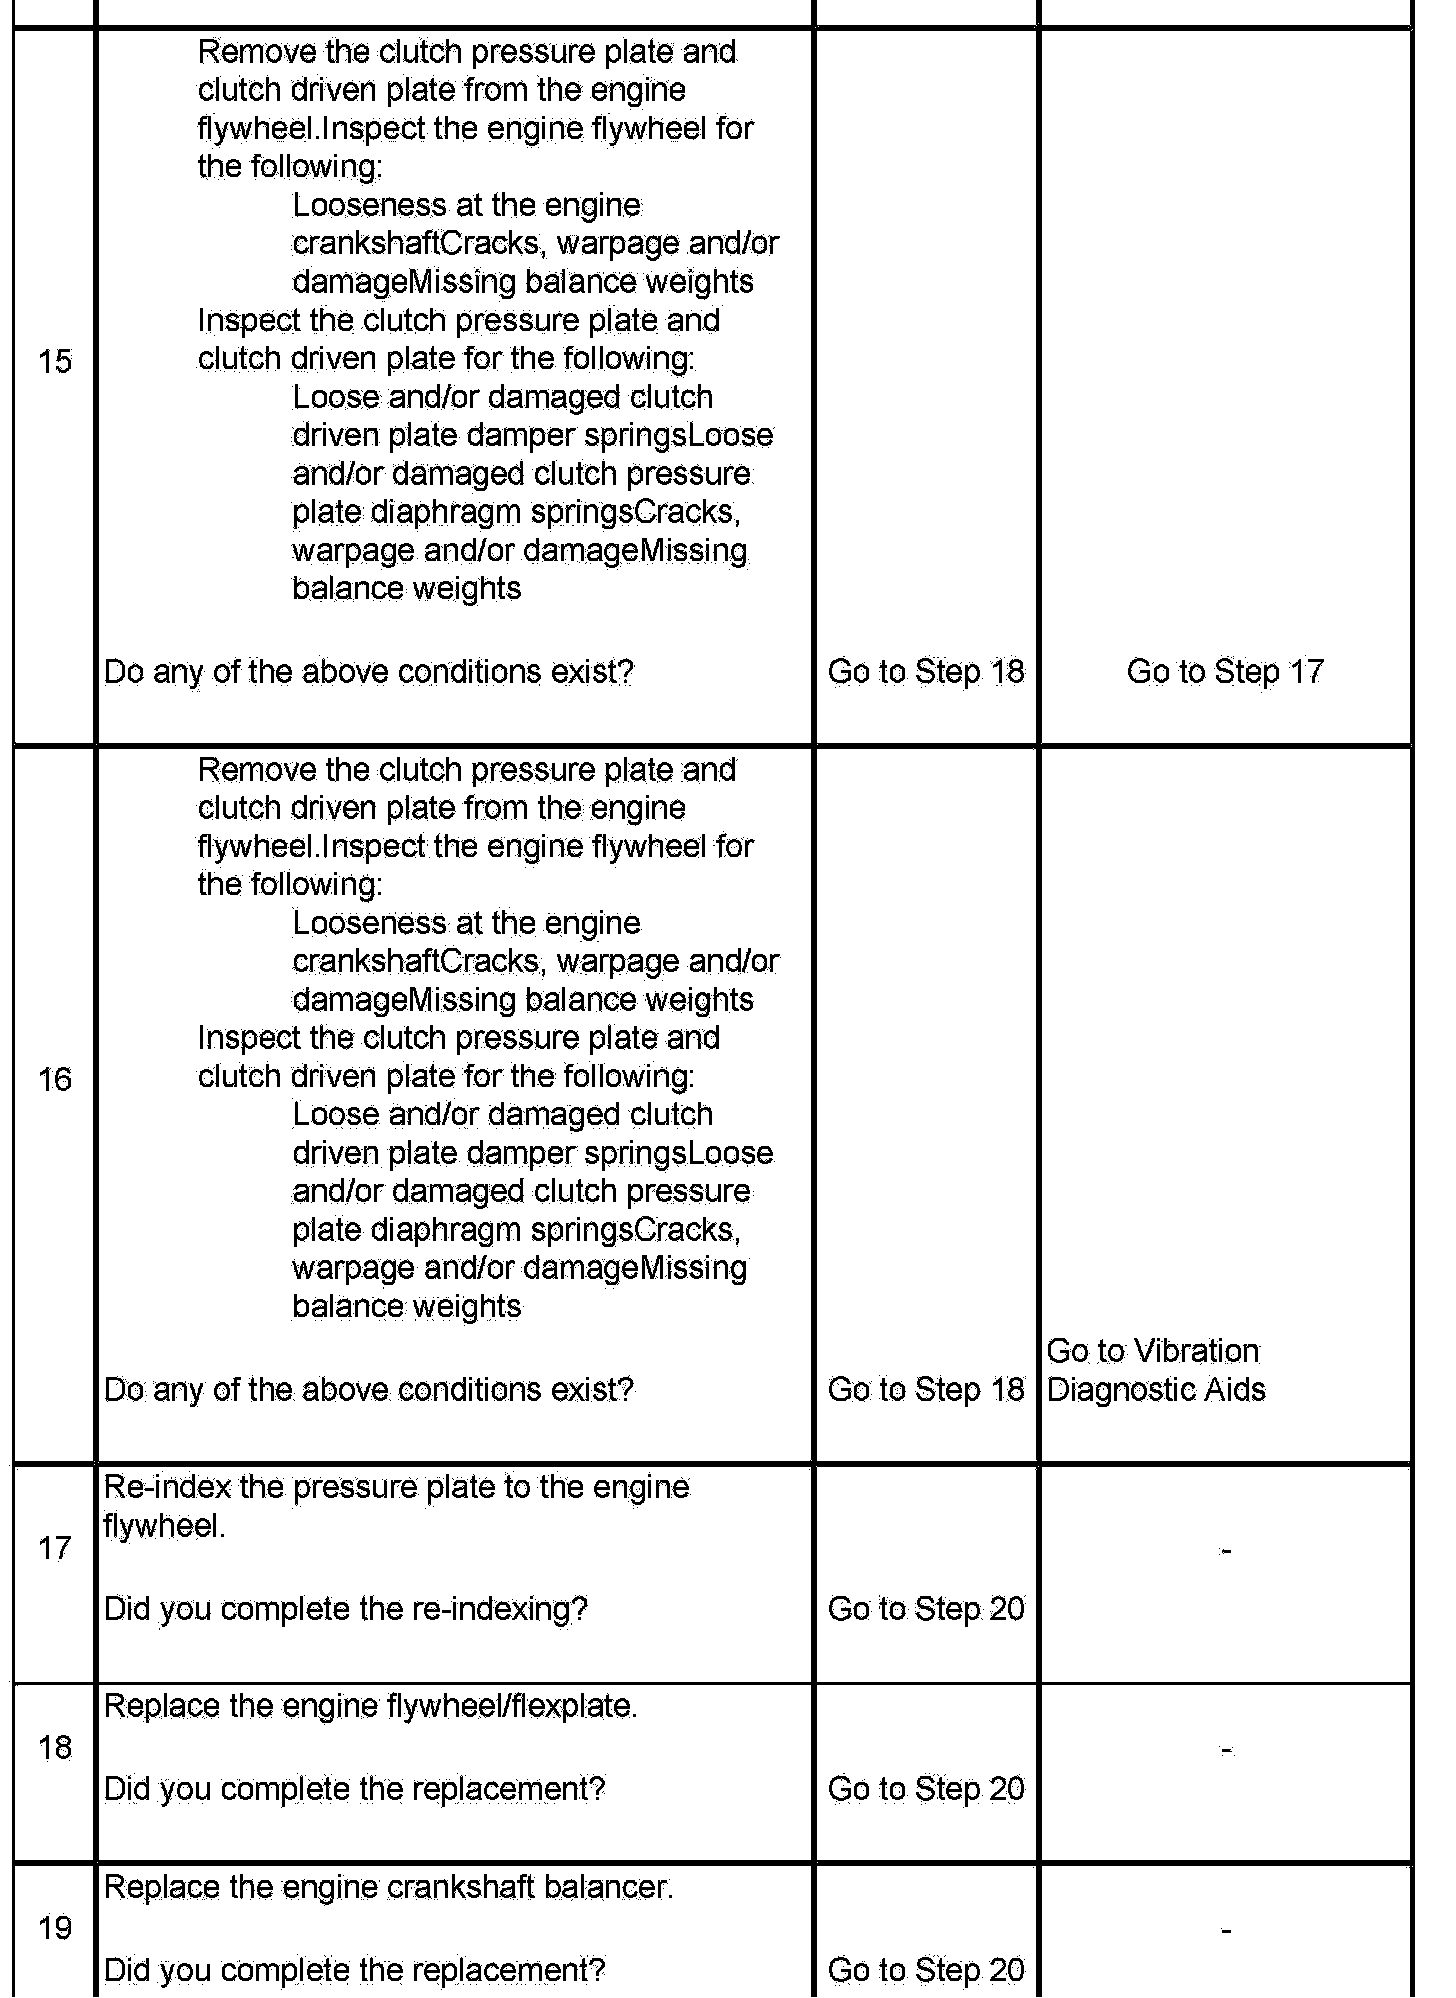 Remove the clutch pressure plate and
clutch driven plate from the engine
flywheel.Inspect the engine flywheel for
the following:
Looseness at the engine
crankshaftCracks, warpage and/or
damageMissing balance weights
Inspect the clutch pressure plate and
15
clutch driven plate for the following:
Loose and/or damaged clutch
driven plate damper springsLoose
and/or damaged clutch pressure
plate diaphragm springsCracks,
warpage and/or damageMissing
balance weights
Do any of the above conditions exist? Go to Step 18 Go to Step 17
Remove the clutch pressure plate and
clutch driven plate from the engine
flywheel.Inspect the engine flywheel for
the following:
Looseness at the engine
crankshaftCracks, warpage and/or
damageMissing balance weights
Inspect the clutch pressure plate and
16
clutch driven plate for the following:
Loose and/or damaged clutch
driven plate damper springsLoose
and/or damaged clutch pressure
plate diaphragm springsCracks,
warpage and/or damageMissing
balance weights
Go to Vibration
Do any of the above conditions exist? Go to Step 18 Diagnostic Aids
Re-index the pressure plate to the engine
flywheel.
17 -
Did you complete the re-indexing? Go to Step 20
Replace the engine flywheel/flexplate.
18 -
Did you complete the replacement? Go to Step 20
Replace the engine crankshaft balancer.
19 -
Did you complete the replacement? Go to Step 20